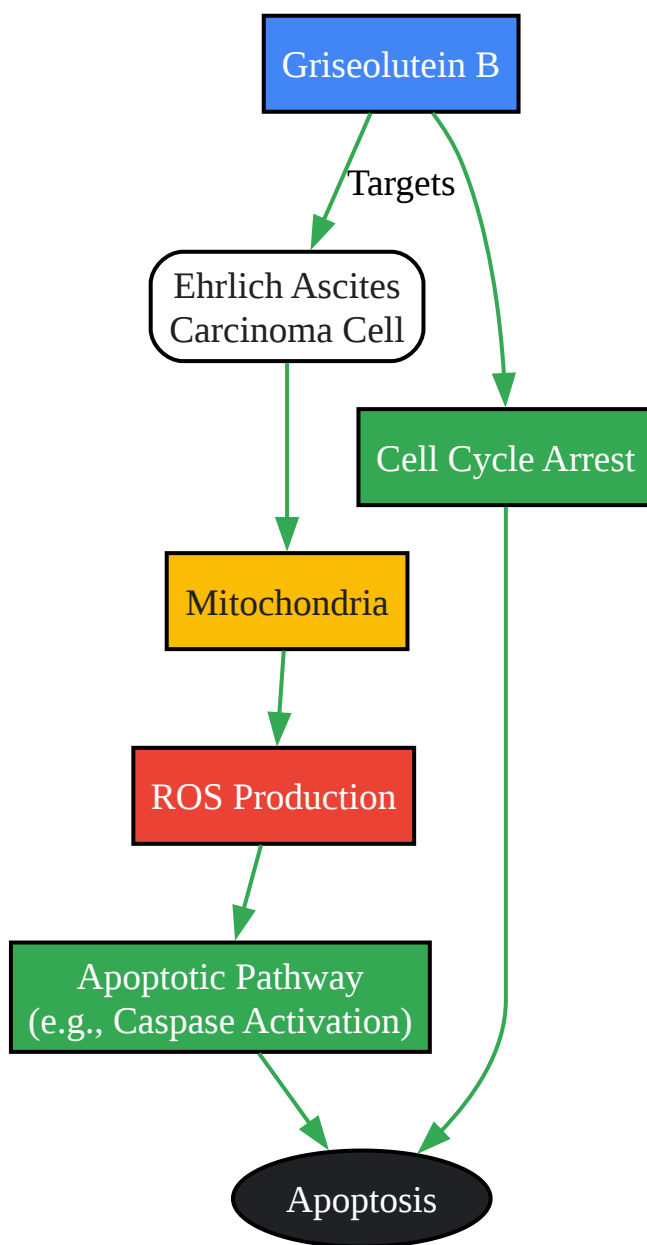 Griseolutein B
Targets
Ehrlich Ascites
Carcinoma Cell
Cell Cycle Arrest
Mitochondria
ROS Production
Apoptotic Pathway
(e.g., Caspase Activation)
Apoptosis